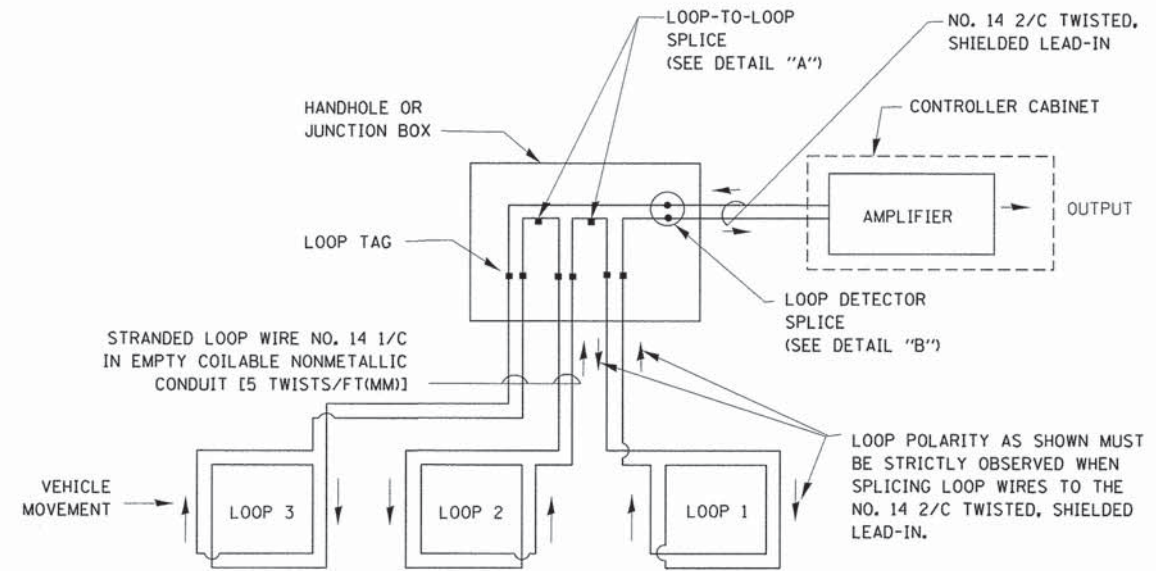 LOOP-TO-LOOP
SPLICE
(SEE DETAIL "A")
NO. 14 2/C TWISTED,
SHIELDED LEAD-IN
HANDHOLE OR
JUNCTION BOX
CONTROLLER CABINET
AMPLIFIER
OUTPUT
LOOP TAG
LOOP DETECTOR
SPLICE
(SEE DETAIL "B")
STRANDED LOOP WIRE NO. 14 1/C
IN EMPTY COILABLE NONMETALLIC
CONDUIT [5 TWISTS/FT(MM)]
VEHICLE
MOVEMENT
LOOP 3
LOOP 2
LOOP 1
LOOP POLARITY AS SHOWN MUST
BE STRICTLY OBSERVED WHEN
SPLICING LOOP WIRES TO THE
NO. 14 2/C TWISTED, SHIELDED
LEAD-IN.